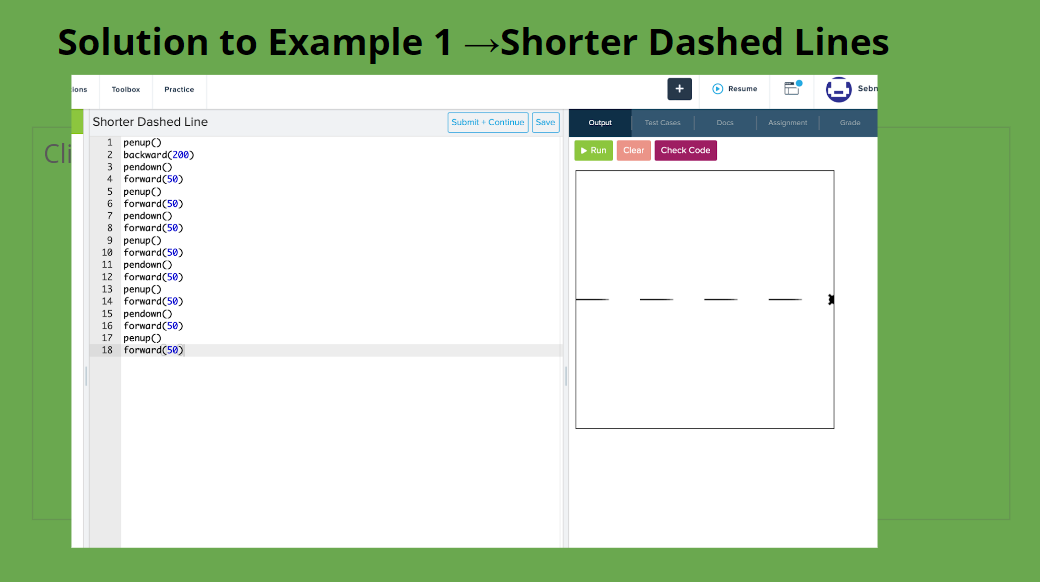 Solution to Example 1 →Shorter Dashed Lines
ions Toolbox Practice + Resume Sebn
Shorter Dashed Line Submit + Continue Save
Output Test Cases Docs Assignment Grade
Run Clear Check Code
Cli
1 penup()
2 backward(200)
3 pendown()
4 forward(50)
5 penup()
6 forward(50)
7 pendown()
8 forward(50)
9 penup()
10 forward(50)
11 pendown()
12 forward(50)
13 penup()
14 forward(50)
15 pendown()
16 forward(50)
17 penup()
18 forward(50)